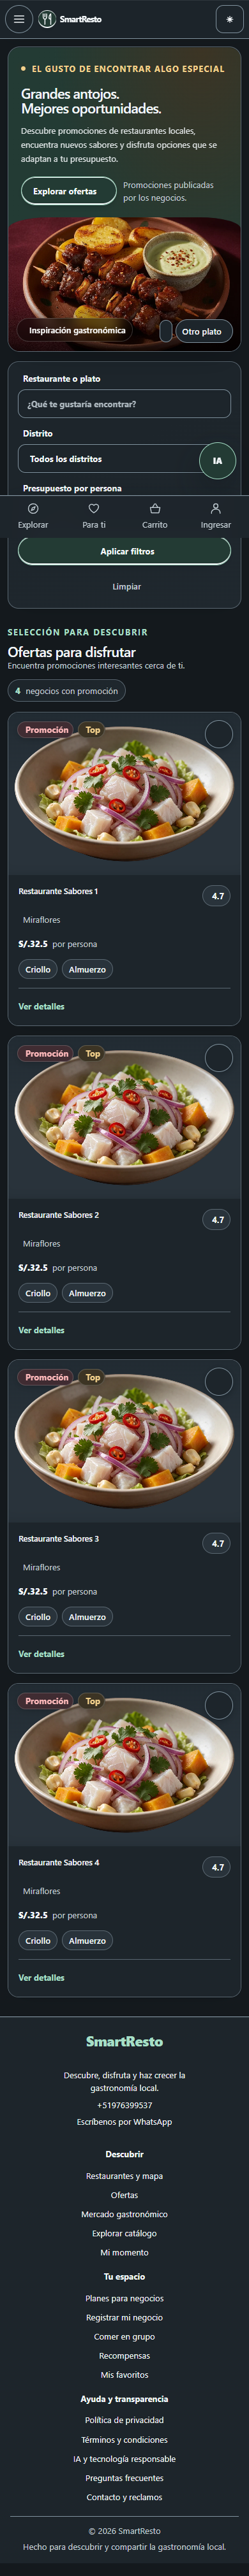 SmartResto
EL GUSTO DE ENCONTRAR ALGO ESPECIAL
Grandes antojos.
Mejores oportunidades.
Descubre promociones de restaurantes locales,
encuentra nuevos sabores y disfruta opciones que se
adaptan a tu presupuesto.
Explorar ofertas
Promociones publicadas
por los negocios.
Inspiración gastronómica
Otro plato
Restaurante o plato
¿Qué te gustaría encontrar?
Distrito
Todos los distritos
IA
Presupuesto por persona
Explorar
Para ti
Carrito
Ingresar
Aplicar filtros
Limpiar
SELECCIÓN PARA DESCUBRIR
Ofertas para disfrutar
Encuentra promociones interesantes cerca de ti.
4 negocios con promoción
Promoción
Top
Restaurante Sabores 1
4.7
Miraflores
S/.32.5 por persona
Criollo
Almuerzo
Ver detalles
Promoción
Top
Restaurante Sabores 2
4.7
Miraflores
S/.32.5 por persona
Criollo
Almuerzo
Ver detalles
Promoción
Top
Restaurante Sabores 3
4.7
Miraflores
S/.32.5 por persona
Criollo
Almuerzo
Ver detalles
Promoción
Top
Restaurante Sabores 4
4.7
Miraflores
S/.32.5 por persona
Criollo
Almuerzo
Ver detalles
SmartResto
Descubre, disfruta y haz crecer la
gastronomía local.
+51976399537
Escríbenos por WhatsApp
Descubrir
Restaurantes y mapa
Ofertas
Mercado gastronómico
Explorar catálogo
Mi momento
Tu espacio
Planes para negocios
Registrar mi negocio
Comer en grupo
Recompensas
Mis favoritos
Ayuda y transparencia
Política de privacidad
Términos y condiciones
IA y tecnología responsable
Preguntas frecuentes
Contacto y reclamos
© 2026 SmartResto
Hecho para descubrir y compartir la gastronomía local.